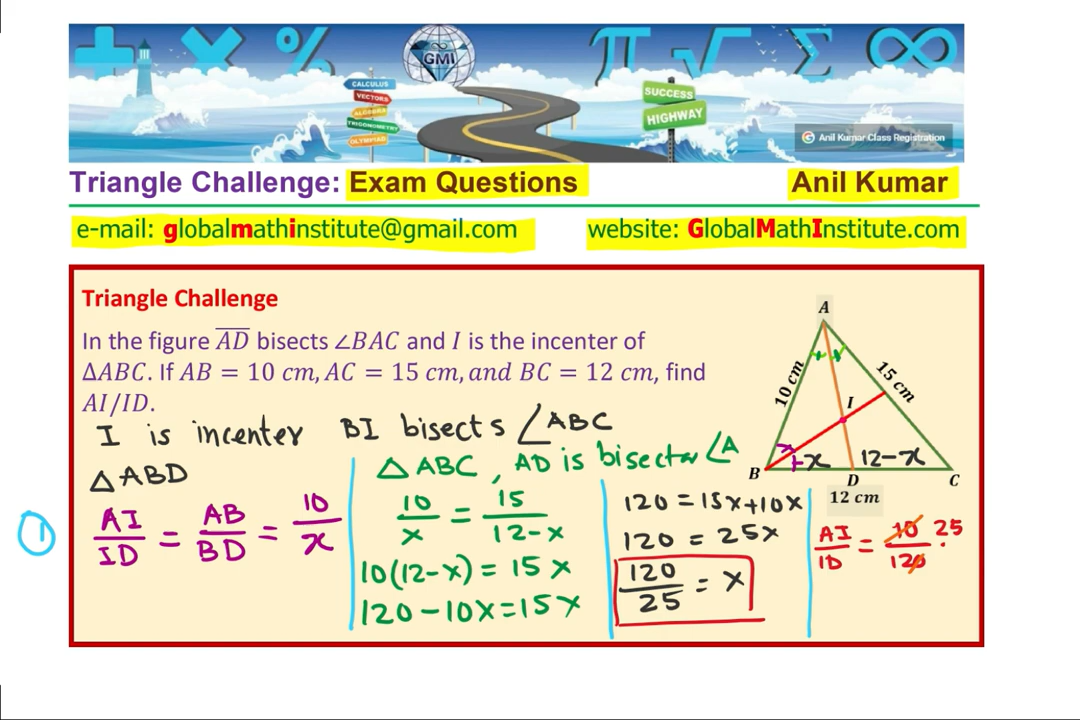 GMI
CALCULUS
VECTORS
ALGEBRA
TRIGONOMETRY
OLYMPIAD
SUCCESS
HIGHWAY
+ × % π √ Σ ∞
Anil Kumar Class Registration
Triangle Challenge: Exam Questions Anil Kumar
e-mail: globalmathinstitute@gmail.com website: GlobalMathInstitute.com
Triangle Challenge
In the figure AD bisects ∠BAC and I is the incenter of
ΔABC. If AB = 10 cm, AC = 15 cm, and BC = 12 cm, find
AI/ID.
A
10 cm
15 cm
I
B
x
12-x
C
D
12 cm
I is incenter BI bisects ∠ABC
△ABD
①
AI/ID = AB/BD = 10/x
△ABC, AD is bisector ∠A
10/x = 15/12-x
10(12-x) = 15x
120-10x=15x
120=15x+10x
120 = 25x
120/25 = x
AI/ID = 10/120 · 25